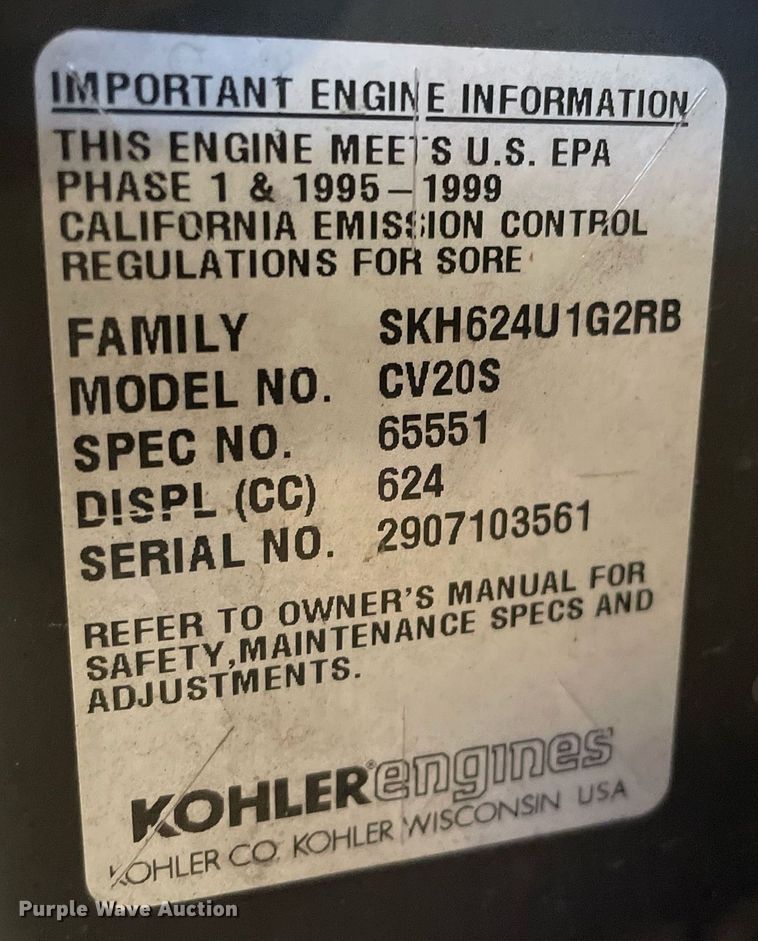 IMPORTANT ENGINE INFORMATION
THIS ENGINE MEETS U.S. EPA
PHASE 1 & 1995–1999
CALIFORNIA EMISSION CONTROL
REGULATIONS FOR SORE
FAMILY SKH624U1G2RB
MODEL NO. CV20S
SPEC NO. 65551
DISPL (CC) 624
SERIAL NO. 2907103561
REFER TO OWNER'S MANUAL FOR
SAFETY,MAINTENANCE SPECS AND
ADJUSTMENTS.
KOHLER® engines
KOHLER CO. KOHLER WISCONSIN USA
Purple Wave Auction